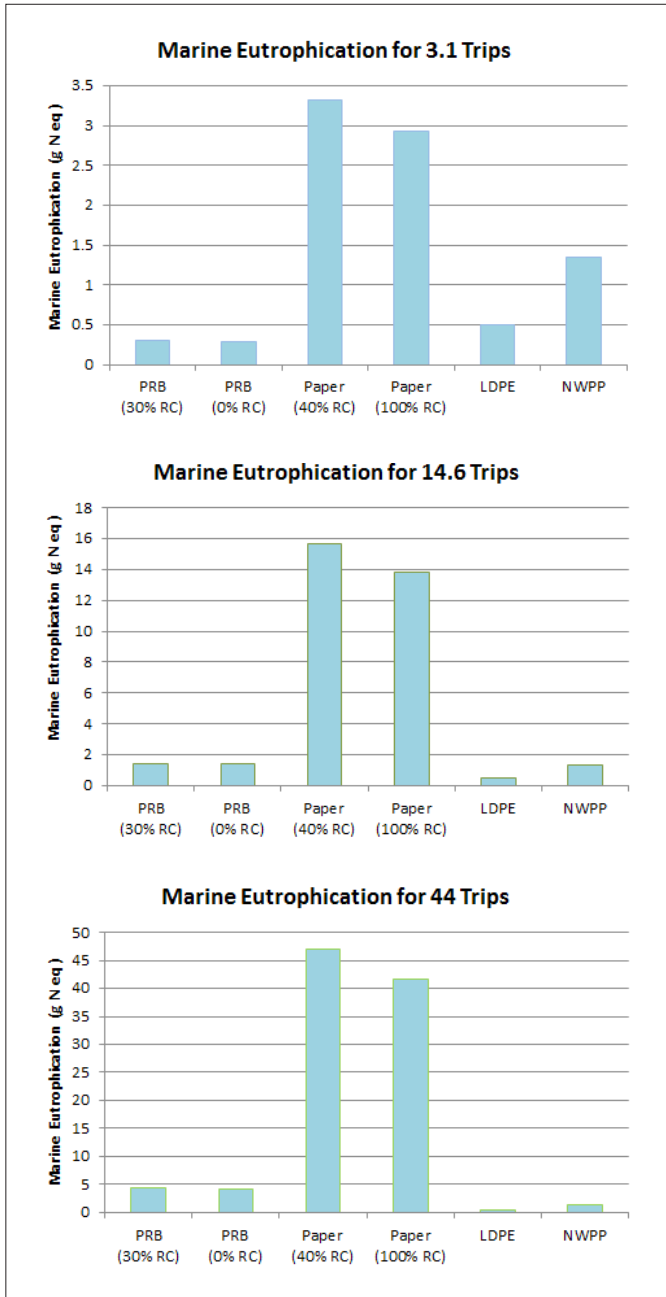 Marine Eutrophication for 3.1 Trips
Marine Eutrophication (g N eq)
3.5
3
2.5
2
1.5
1
0.5
0
PRB PRB Paper Paper LDPE NWPP
(30% RC) (0% RC) (40% RC) (100% RC)
Marine Eutrophication for 14.6 Trips
Marine Eutrophication (g N eq)
18
16
14
12
10
8
6
4
2
0
PRB PRB Paper Paper LDPE NWPP
(30% RC) (0% RC) (40% RC) (100% RC)
Marine Eutrophication for 44 Trips
Marine Eutrophication (g N eq)
50
45
40
35
30
25
20
15
10
5
0
PRB PRB Paper Paper LDPE NWPP
(30% RC) (0% RC) (40% RC) (100% RC)